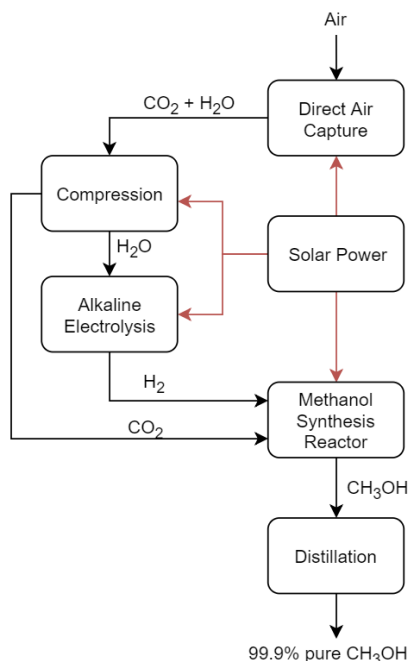 Air
CO₂ + H₂O
Direct Air
Capture
Compression
H₂O
Solar Power
Alkaline
Electrolysis
H₂
CO₂
Methanol
Synthesis
Reactor
CH₃OH
Distillation
99.9% pure CH₃OH